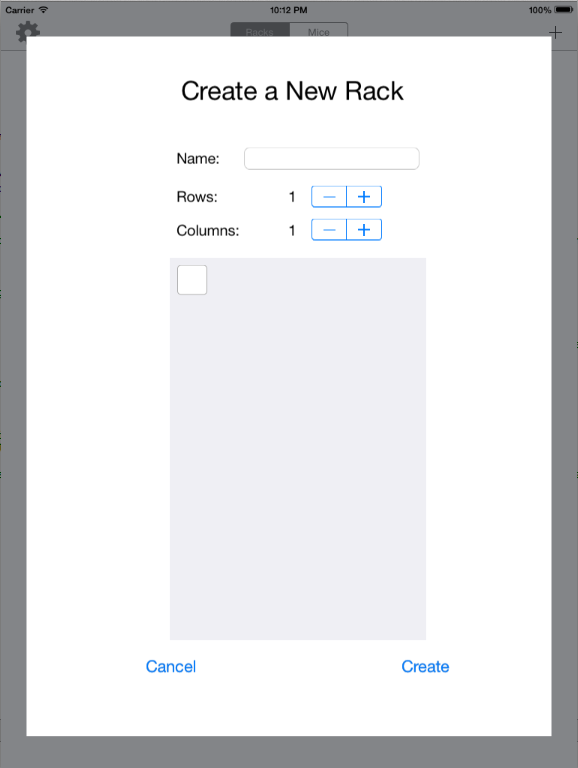 Carrier 10:12 PM 100%
Racks Mice
Create a New Rack
Name:
Rows: 1
Columns: 1
Cancel Create